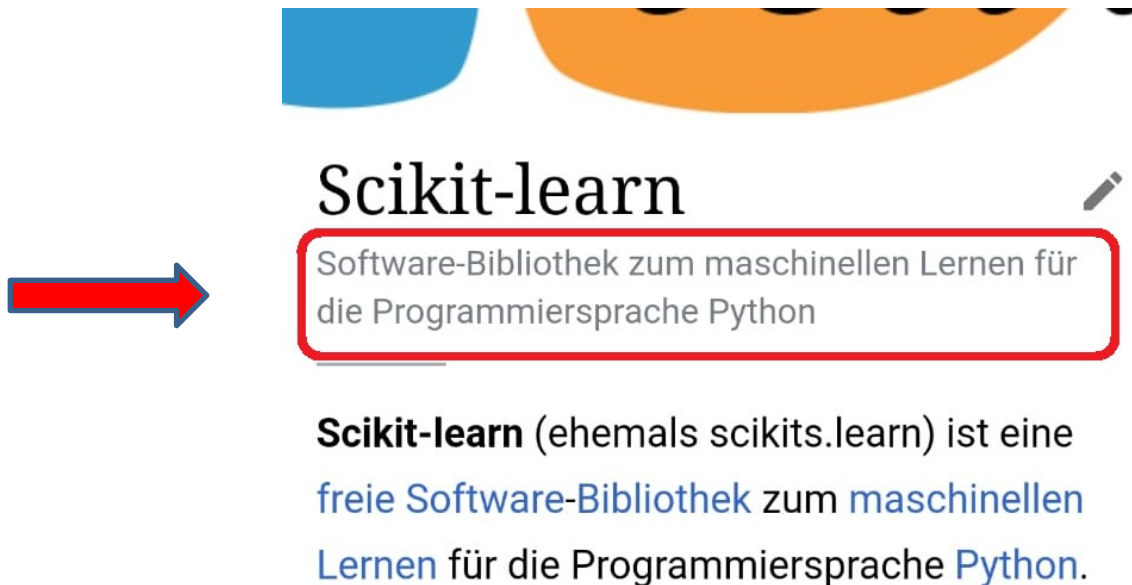 Scikit-learn
Software-Bibliothek zum maschinellen Lernen für
die Programmiersprache Python
Scikit-learn (ehemals scikits.learn) ist eine
freie Software-Bibliothek zum maschinellen
Lernen für die Programmiersprache Python.